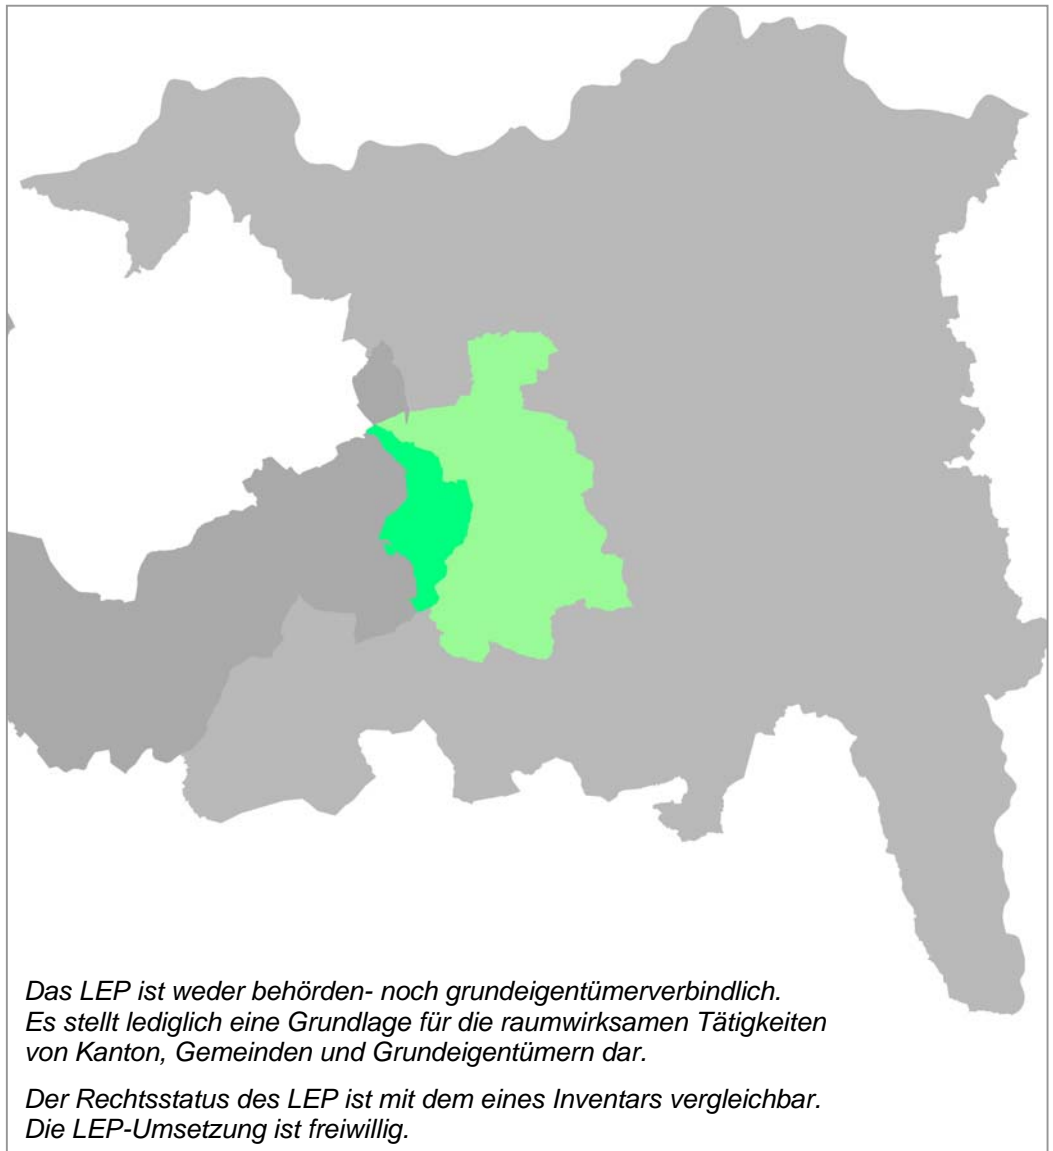 Das LEP ist weder behörden- noch grundeigentümerverbindlich.
Es stellt lediglich eine Grundlage für die raumwirksamen Tätigkeiten
von Kanton, Gemeinden und Grundeigentümern dar.
Der Rechtsstatus des LEP ist mit dem eines Inventars vergleichbar.
Die LEP-Umsetzung ist freiwillig.